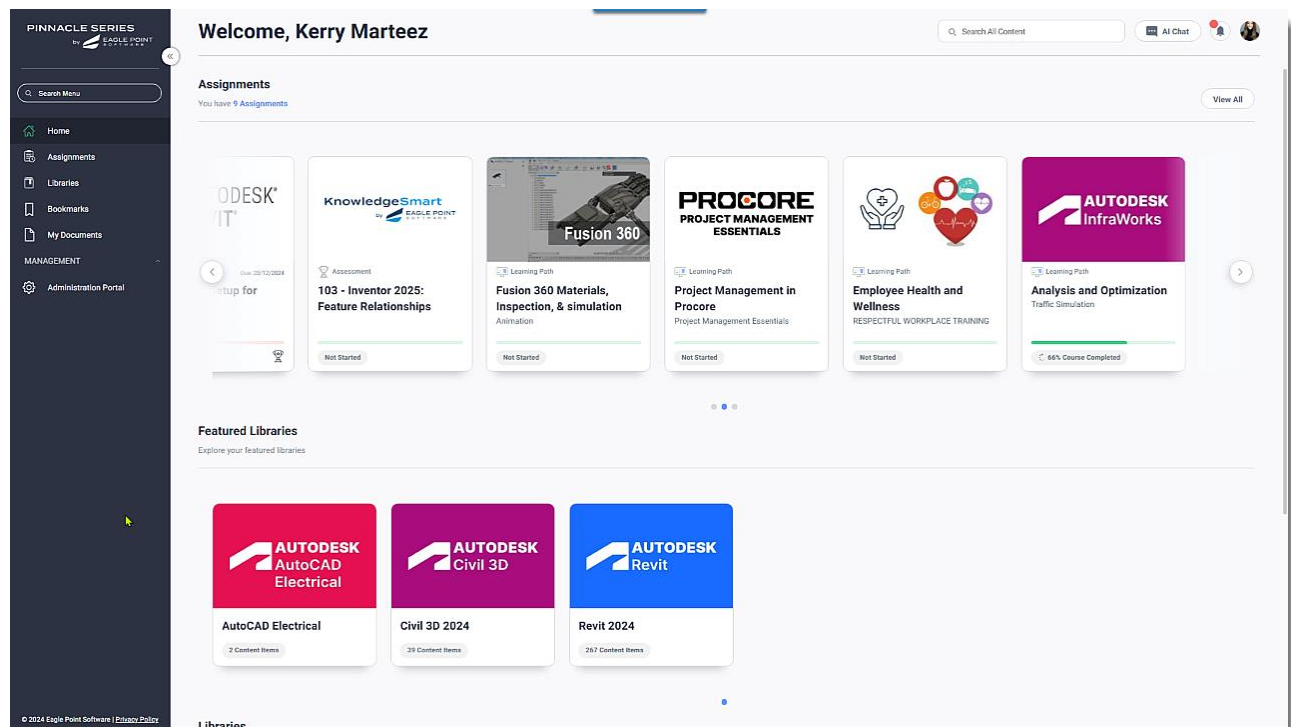 PINNACLE SERIES
by EAGLE POINT
SOFTWARE
Search Menu
Home
Assignments
Libraries
Bookmarks
My Documents
MANAGEMENT
Administration Portal
© 2024 Eagle Point Software | Privacy Policy
Welcome, Kerry Marteez
Search All Content
AI Chat
Assignments
You have 9 Assignments
View All
ODESK®
IT®
etup for
KnowledgeSmart
by EAGLE POINT
SOFTWARE
Assessment
103 - Inventor 2025:
Feature Relationships
Not Started
Fusion 360
Learning Path
Fusion 360 Materials,
Inspection, & simulation
Animation
Not Started
PROCORE
PROJECT MANAGEMENT
ESSENTIALS
Learning Path
Project Management in
Procore
Project Management Essentials
Not Started
Learning Path
Employee Health and
Wellness
RESPECTFUL WORKPLACE TRAINING
Not Started
AUTODESK
InfraWorks
Learning Path
Analysis and Optimization
Traffic Simulation
66% Course Completed
Featured Libraries
Explore your featured libraries
AUTODESK
AutoCAD
Electrical
AutoCAD Electrical
2 Content Items
AUTODESK
Civil 3D
Civil 3D 2024
39 Content Items
AUTODESK
Revit
Revit 2024
267 Content Items
Libraries